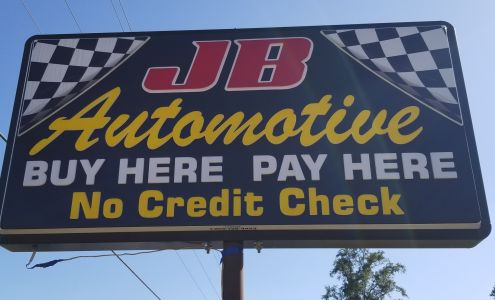 JB
Automotive
BUY HERE PAY HERE
No Credit Check